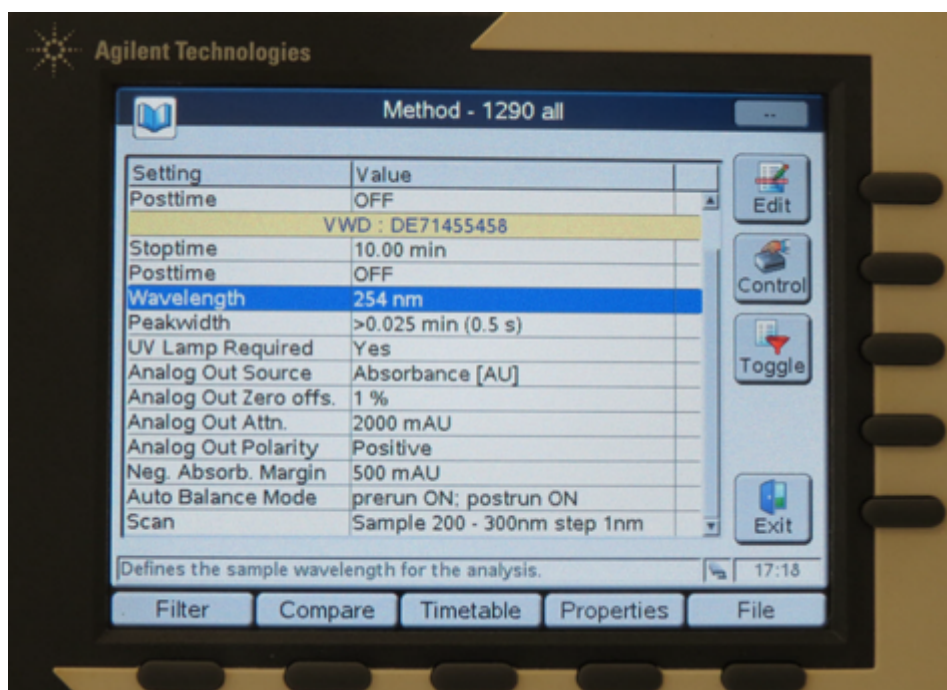 Agilent Technologies
Method - 1290 all
--
Setting Value
Posttime OFF
VWD : DE71455458
Stoptime 10.00 min
Posttime OFF
Wavelength 254 nm
Peakwidth >0.025 min (0.5 s)
UV Lamp Required Yes
Analog Out Source Absorbance [AU]
Analog Out Zero offs. 1 %
Analog Out Attn. 2000 mAU
Analog Out Polarity Positive
Neg. Absorb. Margin 500 mAU
Auto Balance Mode prerun ON; postrun ON
Scan Sample 200 - 300nm step 1nm
Edit
Control
Toggle
Exit
Defines the sample wavelength for the analysis.
17:18
Filter Compare Timetable Properties File